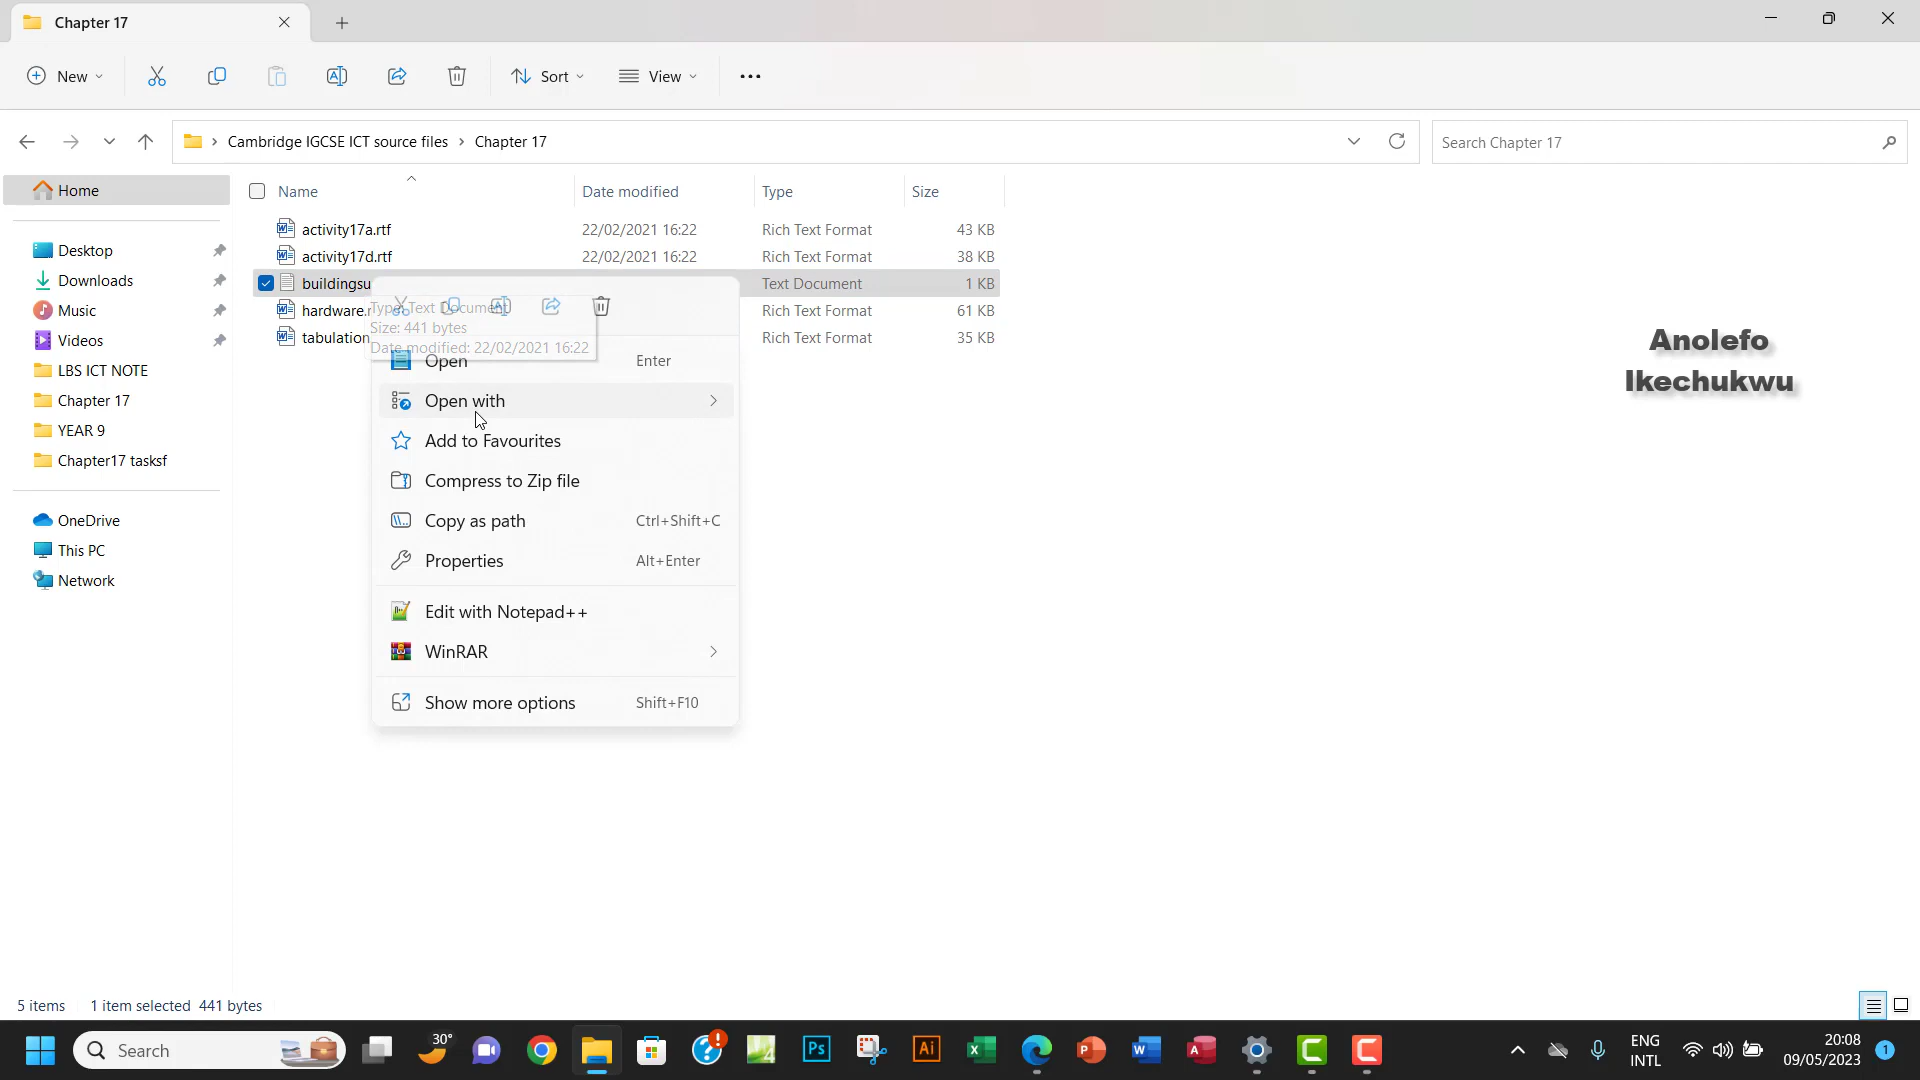 Chapter 17
New
Sort
View
Cambridge IGCSE ICT source files
Chapter 17
Search Chapter 17
Home
Name
Date modified
Type
Size
activity17a.rtf
22/02/2021 16:22
Rich Text Format
43 KB
Desktop
activity17d.rtf
22/02/2021 16:22
Rich Text Format
38 KB
Downloads
buildingsu
Text Document
1 KB
Music
hardware.r
Type: Text Document
Rich Text Format
61 KB
Size: 441 bytes
Videos
tabulation
Date modified: 22/02/2021 16:22
Rich Text Format
35 KB
Anolefo
Ikechukwu
LBS ICT NOTE
Chapter 17
YEAR 9
Chapter17 tasksf
Open
Enter
Open with
Add to Favourites
Compress to Zip file
Copy as path
Ctrl+Shift+C
Properties
Alt+Enter
Edit with Notepad++
WinRAR
Show more options
Shift+F10
OneDrive
This PC
Network
5 items
1 item selected 441 bytes
Search
30°
Ps
Ai
ENG
INTL
20:08
09/05/2023
1